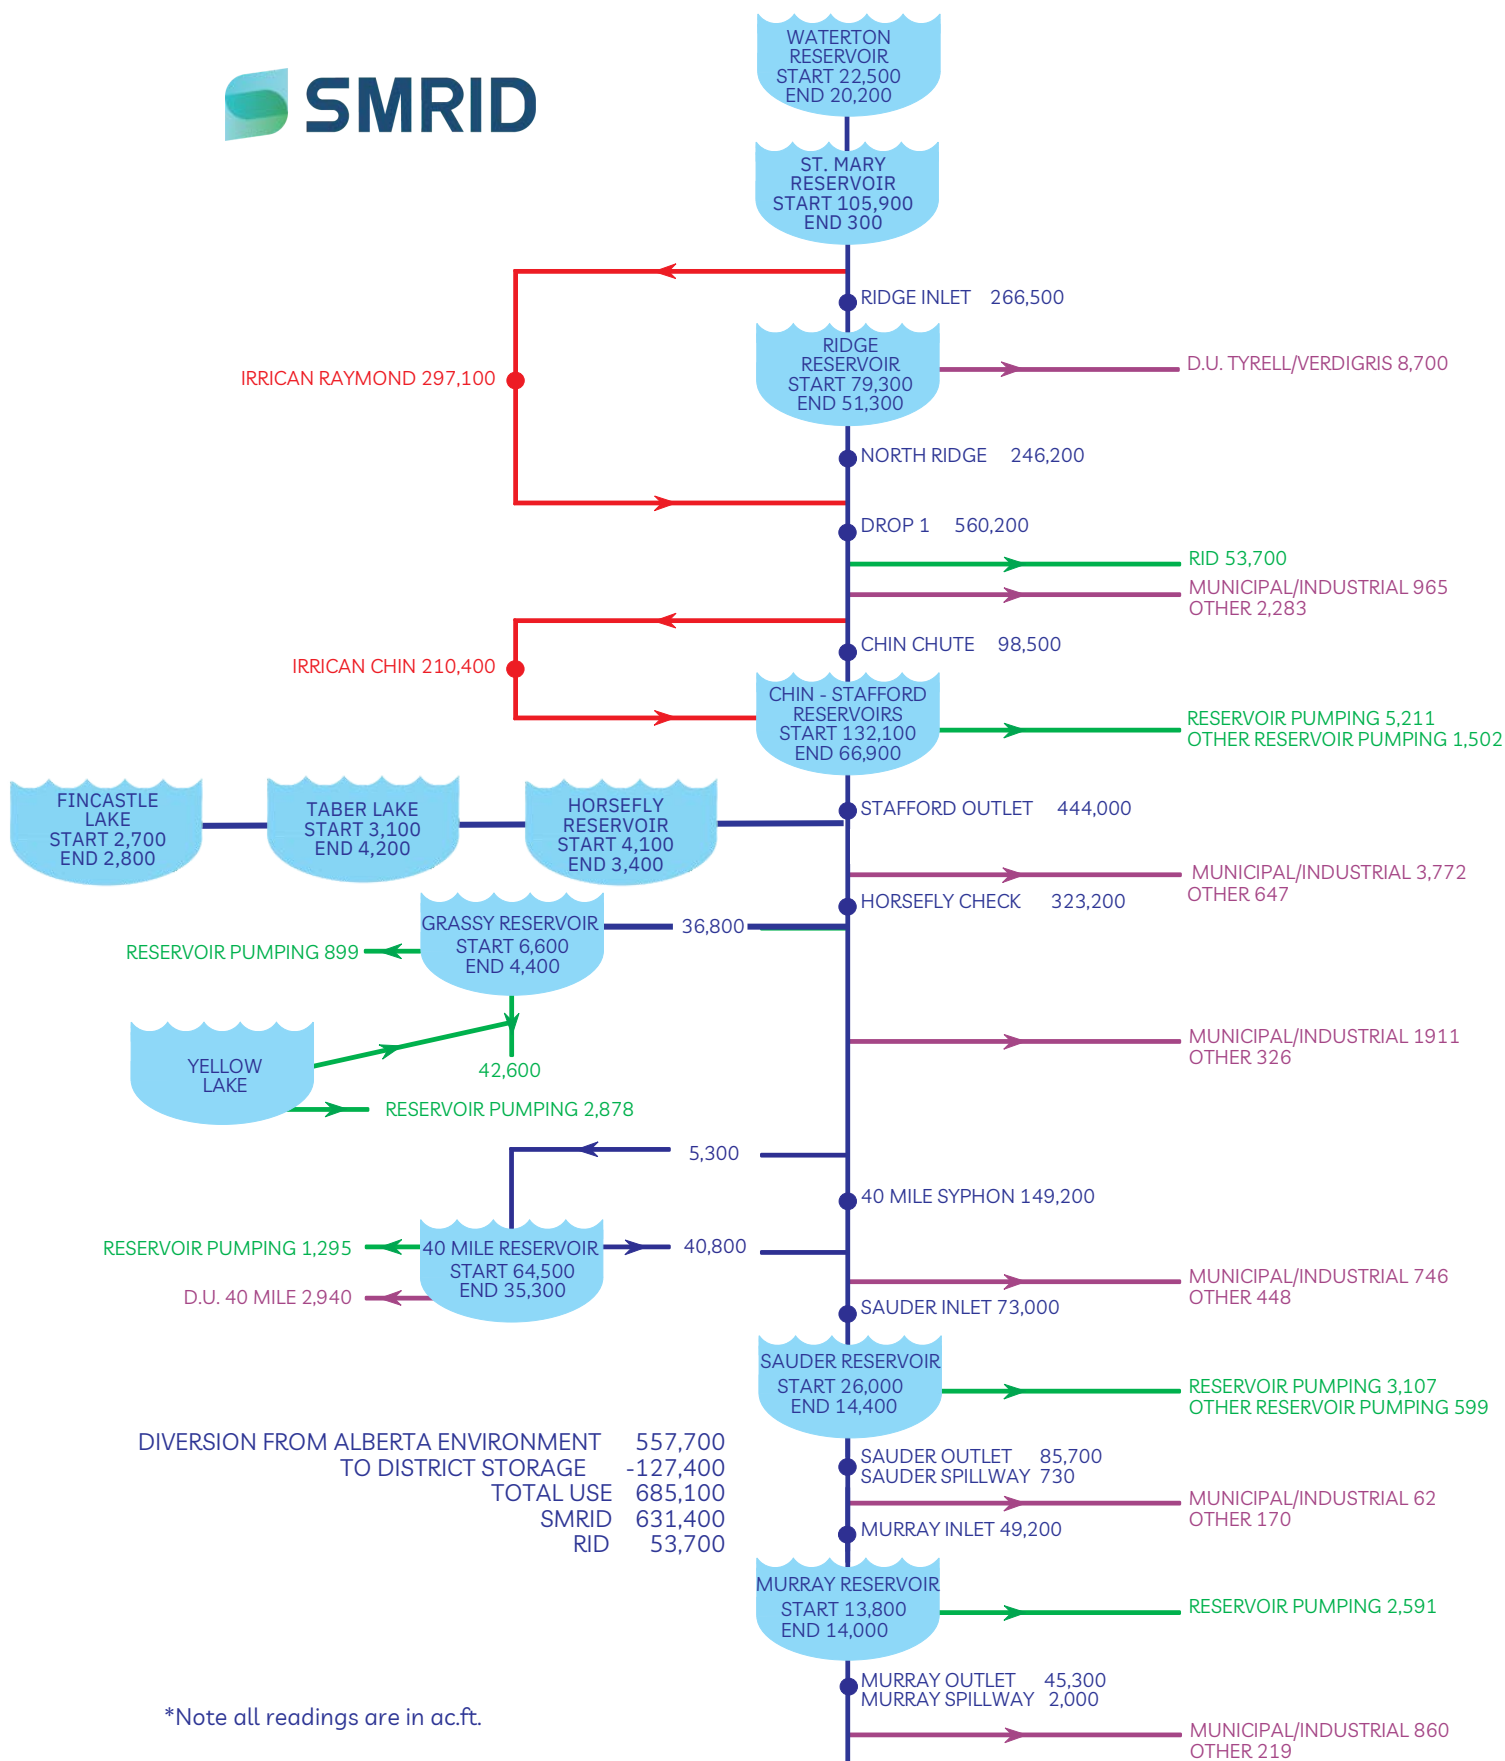 WATERTON
RESERVOIR
START 22,500
END 20,200
SMRID
ST. MARY
RESERVOIR
START 105,900
END 300
RIDGE INLET 266,500
RIDGE
RESERVOIR
START 79,300
END 51,300
D.U. TYRELL/VERDIGRIS 8,700
IRRICAN RAYMOND 297,100
NORTH RIDGE 246,200
DROP 1 560,200
RID 53,700
MUNICIPAL/INDUSTRIAL 965
OTHER 2,283
CHIN CHUTE 98,500
IRRICAN CHIN 210,400
CHIN - STAFFORD
RESERVOIRS
START 132,100
END 66,900
RESERVOIR PUMPING 5,211
OTHER RESERVOIR PUMPING 1,502
FINCASTLE
LAKE
START 2,700
END 2,800
TABER LAKE
START 3,100
END 4,200
HORSEFLY
RESERVOIR
START 4,100
END 3,400
STAFFORD OUTLET 444,000
MUNICIPAL/INDUSTRIAL 3,772
OTHER 647
HORSEFLY CHECK 323,200
GRASSY RESERVOIR
START 6,600
END 4,400
36,800
RESERVOIR PUMPING 899
YELLOW
LAKE
42,600
RESERVOIR PUMPING 2,878
MUNICIPAL/INDUSTRIAL 1911
OTHER 326
5,300
40 MILE SYPHON 149,200
RESERVOIR PUMPING 1,295
40 MILE RESERVOIR
START 64,500
END 35,300
40,800
D.U. 40 MILE 2,940
MUNICIPAL/INDUSTRIAL 746
OTHER 448
SAUDER INLET 73,000
SAUDER RESERVOIR
START 26,000
END 14,400
RESERVOIR PUMPING 3,107
OTHER RESERVOIR PUMPING 599
DIVERSION FROM ALBERTA ENVIRONMENT 557,700
TO DISTRICT STORAGE -127,400
TOTAL USE 685,100
SMRID 631,400
RID 53,700
SAUDER OUTLET 85,700
SAUDER SPILLWAY 730
MUNICIPAL/INDUSTRIAL 62
OTHER 170
MURRAY INLET 49,200
MURRAY RESERVOIR
START 13,800
END 14,000
RESERVOIR PUMPING 2,591
MURRAY OUTLET 45,300
MURRAY SPILLWAY 2,000
*Note all readings are in ac.ft.
MUNICIPAL/INDUSTRIAL 860
OTHER 219